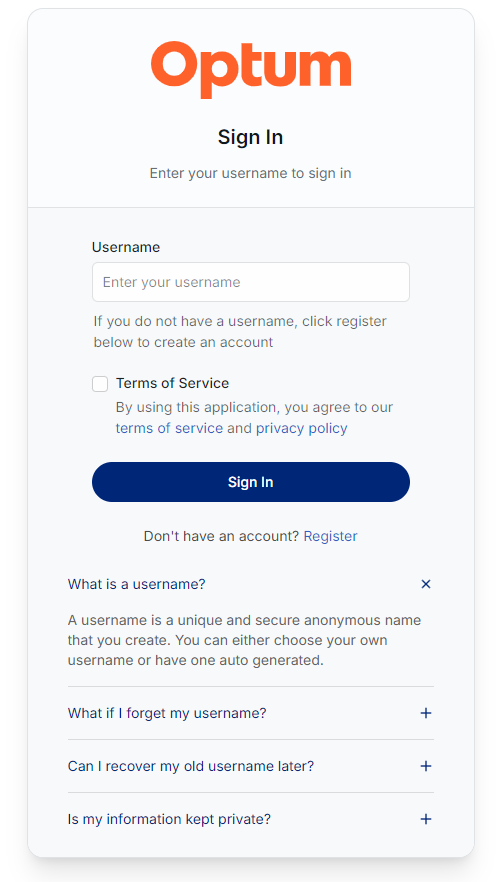 Optum
Sign In
Enter your username to sign in
Username
Enter your username
If you do not have a username, click register
below to create an account
Terms of Service
By using this application, you agree to our
terms of service and privacy policy
Sign In
Don't have an account? Register
What is a username?
A username is a unique and secure anonymous name
that you create. You can either choose your own
username or have one auto generated.
What if I forget my username?
Can I recover my old username later?
Is my information kept private?